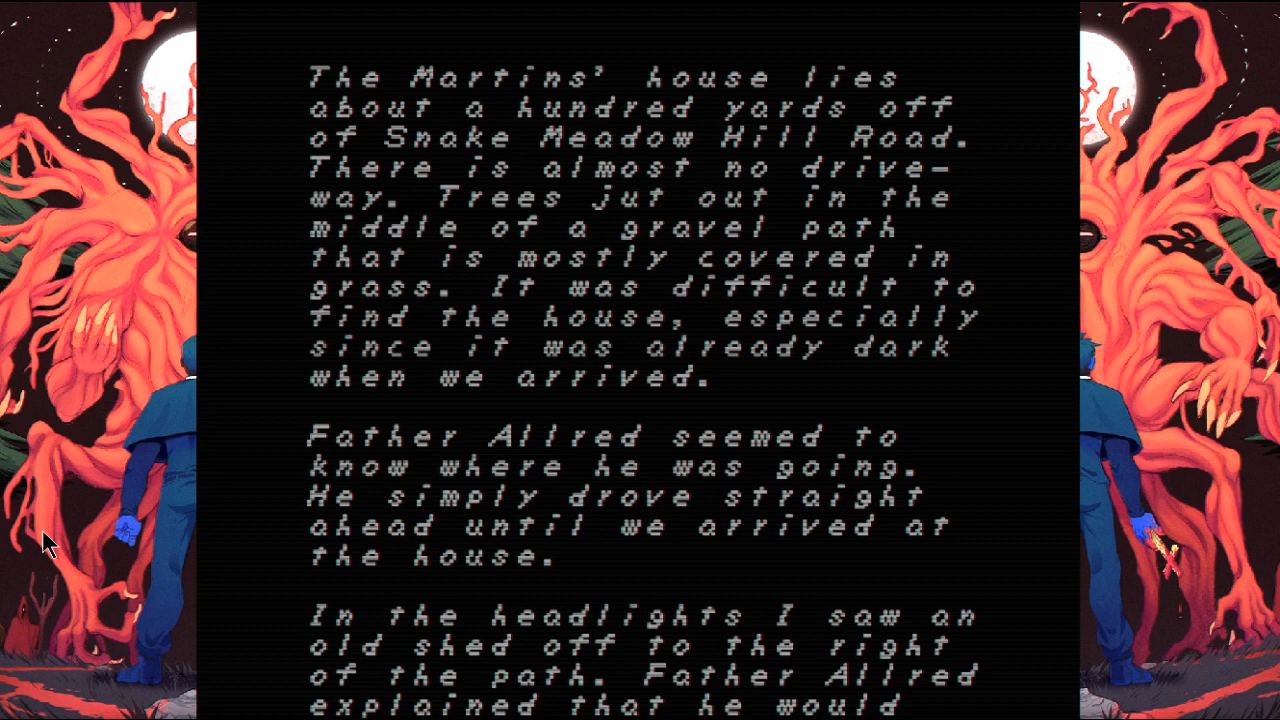 The Martins' house lies
about a hundred yards off
of Snake Meadow Hill Road.
There is almost no drive-
way. Trees jut out in the
middle of a gravel path
that is mostly covered in
grass. It was difficult to
find the house, especially
since it was already dark
when we arrived.
Father Allred seemed to
know where he was going.
He simply drove straight
ahead until we arrived at
the house.
In the headlights I saw an
old shed off to the right
of the path. Father Allred
explained that he would